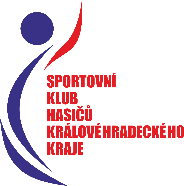 SPORTOVNÍ
KLUB
HASIČŮ
KRÁLOVÉHRADECKÉHO
KRAJE